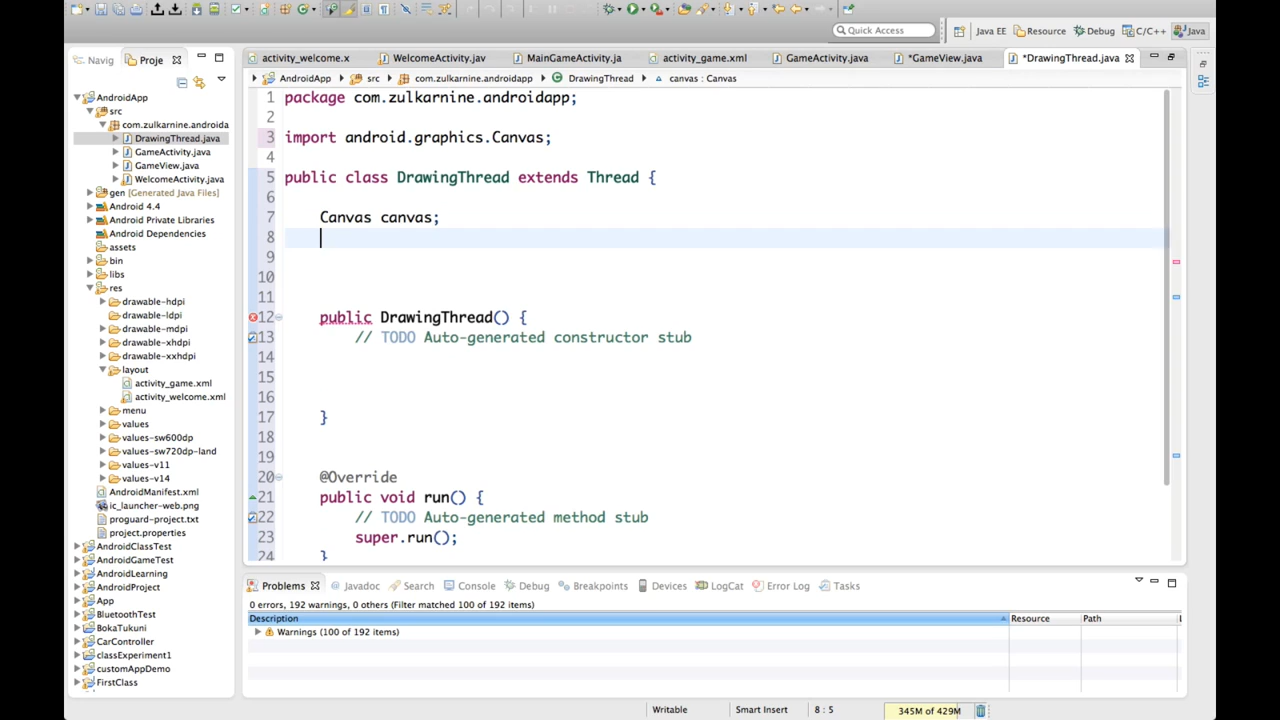 Quick Access
Java EE
Resource
Debug
C/C++
Java
Navig
Proje
activity_welcome.x
WelcomeActivity.jav
MainGameActivity.ja
activity_game.xml
GameActivity.java
*GameView.java
*DrawingThread.java
AndroidApp
src
com.zulkarnine.androidapp
DrawingThread
canvas : Canvas
AndroidApp
src
com.zulkarnine.androida
DrawingThread.java
GameActivity.java
GameView.java
WelcomeActivity.java
gen [Generated Java Files]
Android 4.4
Android Private Libraries
Android Dependencies
assets
bin
libs
res
drawable-hdpi
drawable-ldpi
drawable-mdpi
drawable-xhdpi
drawable-xxhdpi
layout
activity_game.xml
activity_welcome.xml
menu
values
values-sw600dp
values-sw720dp-land
values-v11
values-v14
AndroidManifest.xml
ic_launcher-web.png
proguard-project.txt
project.properties
AndroidClassTest
AndroidGameTest
AndroidLearning
AndroidProject
App
BluetoothTest
BokaTukuni
CarController
classExperiment1
customAppDemo
FirstClass
1 package com.zulkarnine.androidapp;
2
3 import android.graphics.Canvas;
4
5 public class DrawingThread extends Thread {
6
7 Canvas canvas;
8
9
10
11
12 public DrawingThread() {
13 // TODO Auto-generated constructor stub
14
15
16
17 }
18
19
20 @Override
21 public void run() {
22 // TODO Auto-generated method stub
23 super.run();
24 }
Problems
Javadoc
Search
Console
Debug
Breakpoints
Devices
LogCat
Error Log
Tasks
0 errors, 192 warnings, 0 others (Filter matched 100 of 192 items)
Description
Resource
Path
Warnings (100 of 192 items)
Writable
Smart Insert
8 : 5
345M of 429M